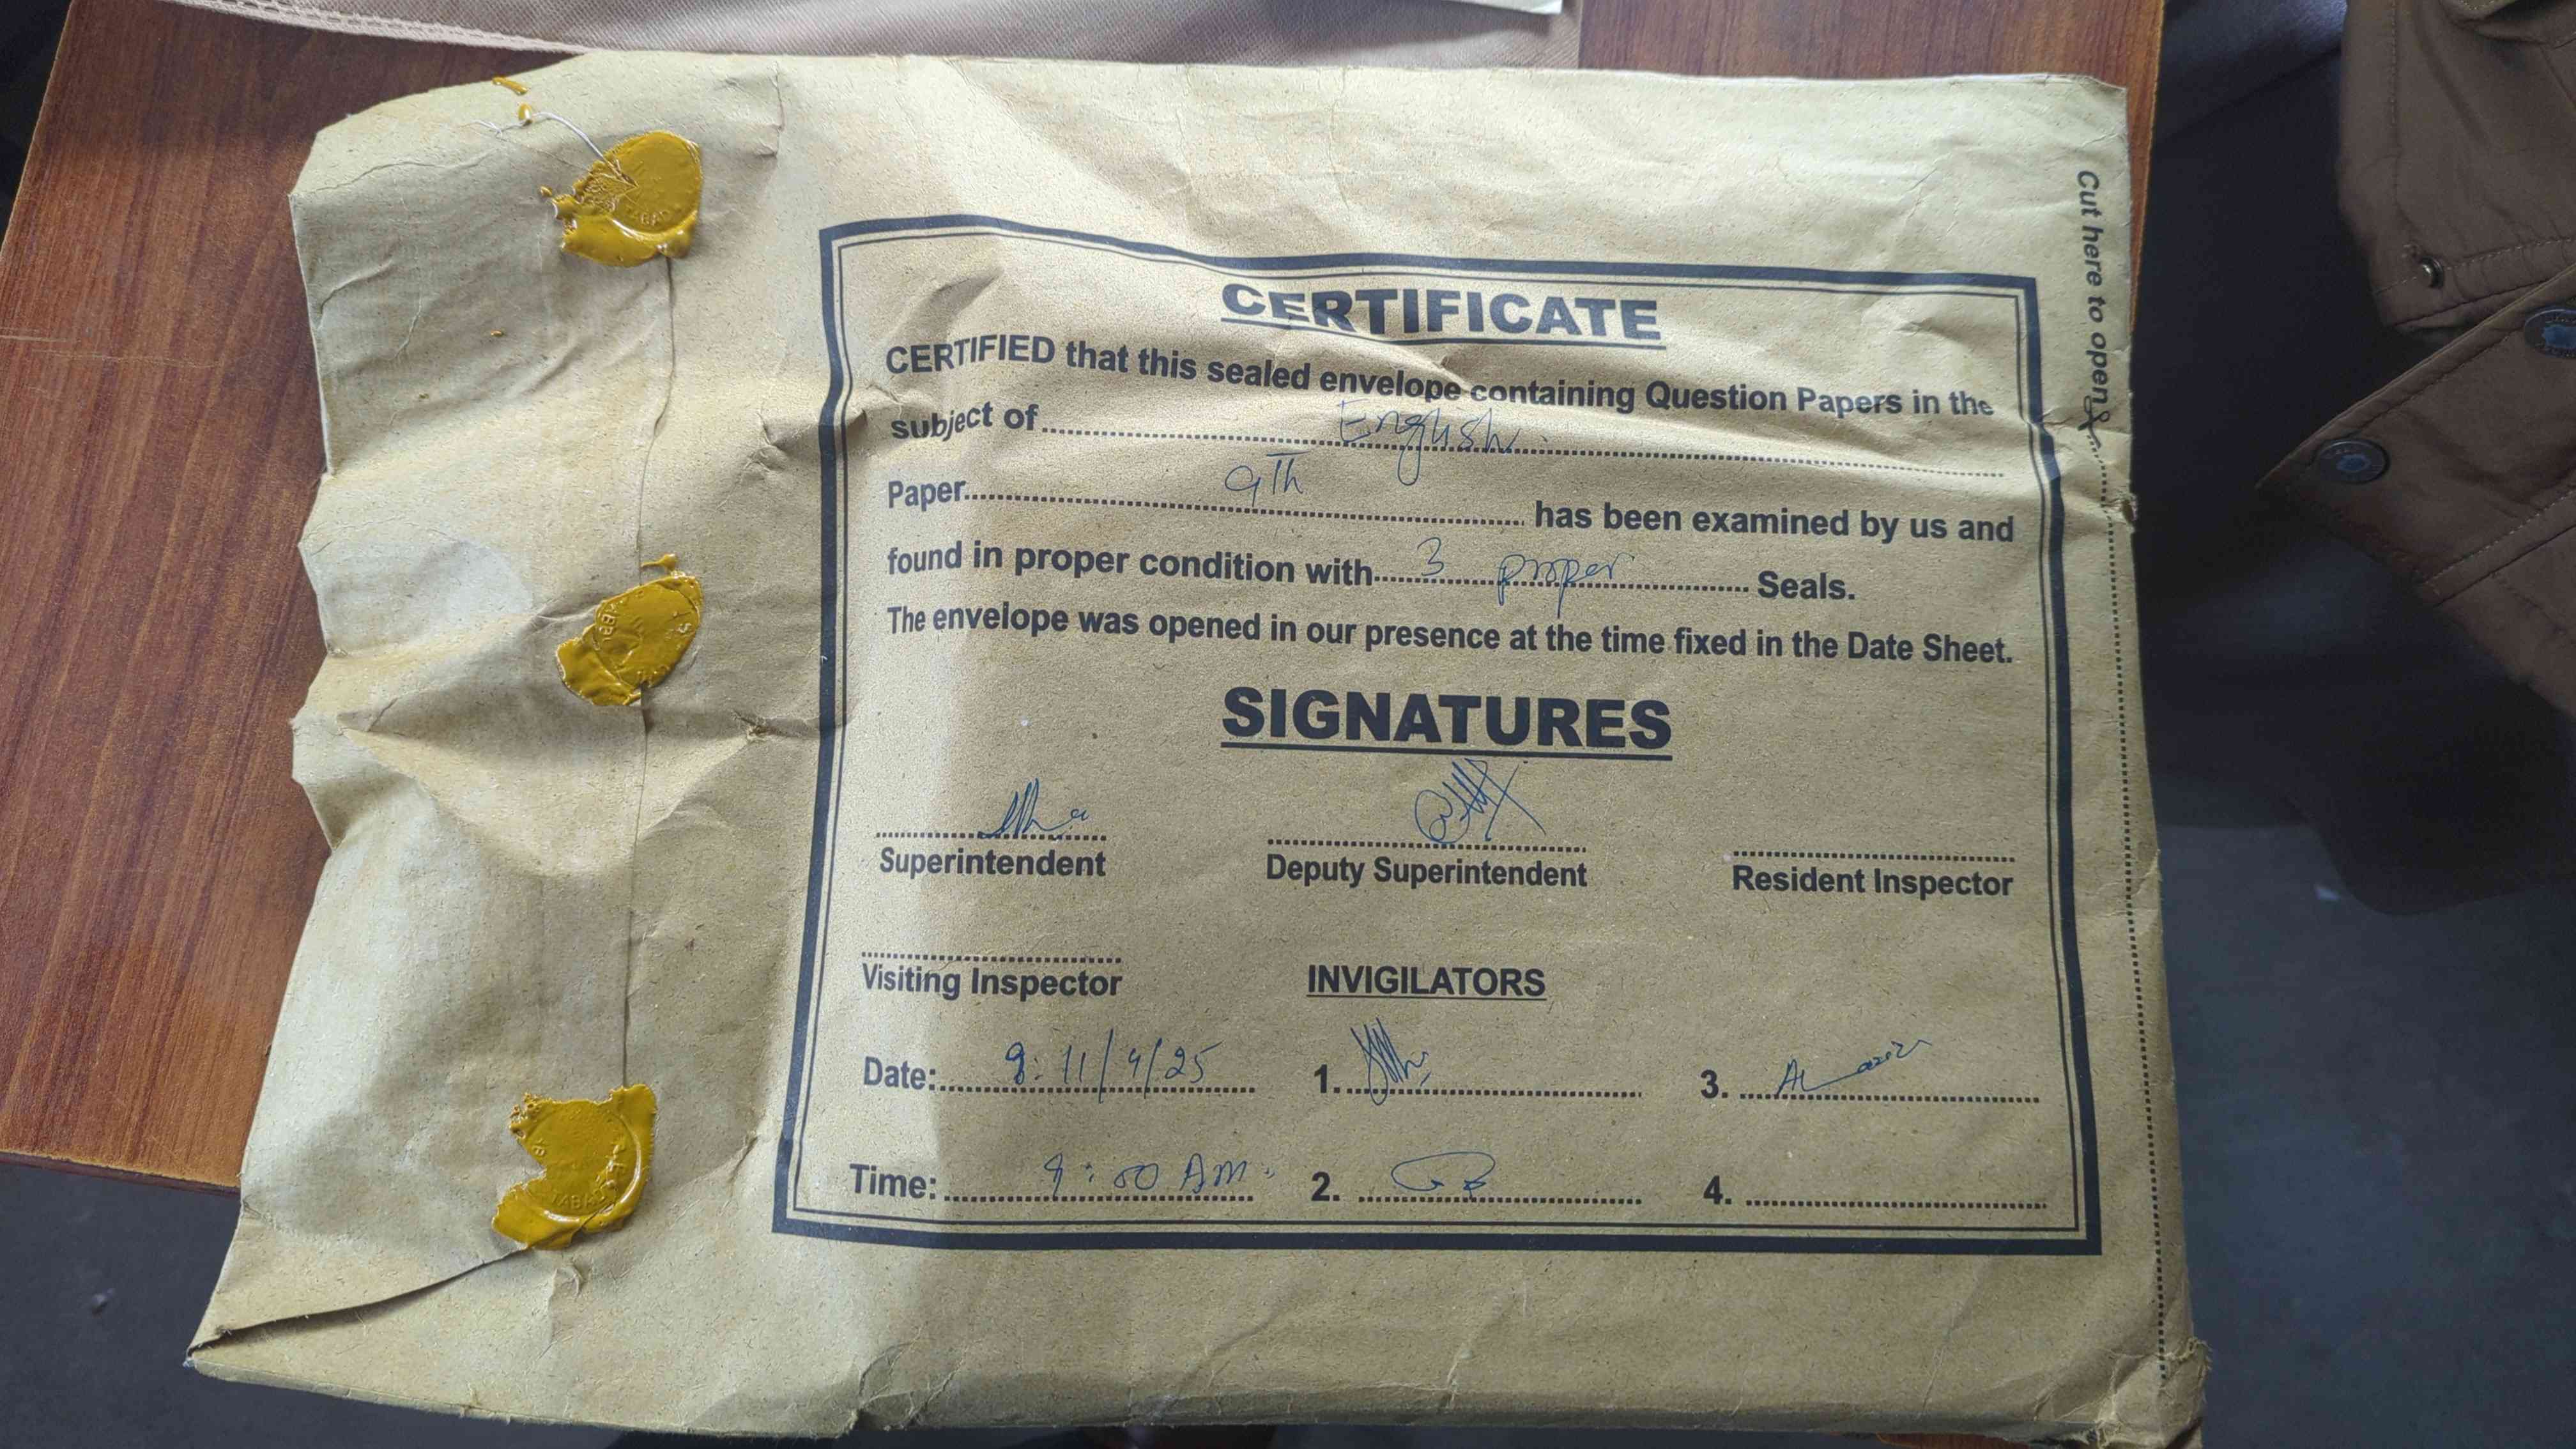 Cut here to open
CERTIFICATE
CERTIFIED that this sealed envelope containing Question Papers in the
subject of English
Paper 9Th has been examined by us and
found in proper condition with 3 proper Seals.
The envelope was opened in our presence at the time fixed in the Date Sheet.
SIGNATURES
Superintendent Deputy Superintendent Resident Inspector
Visiting Inspector INVIGILATORS
Date: 11/4/25 1. 3.
Time: 9:00 AM. 2. 4.